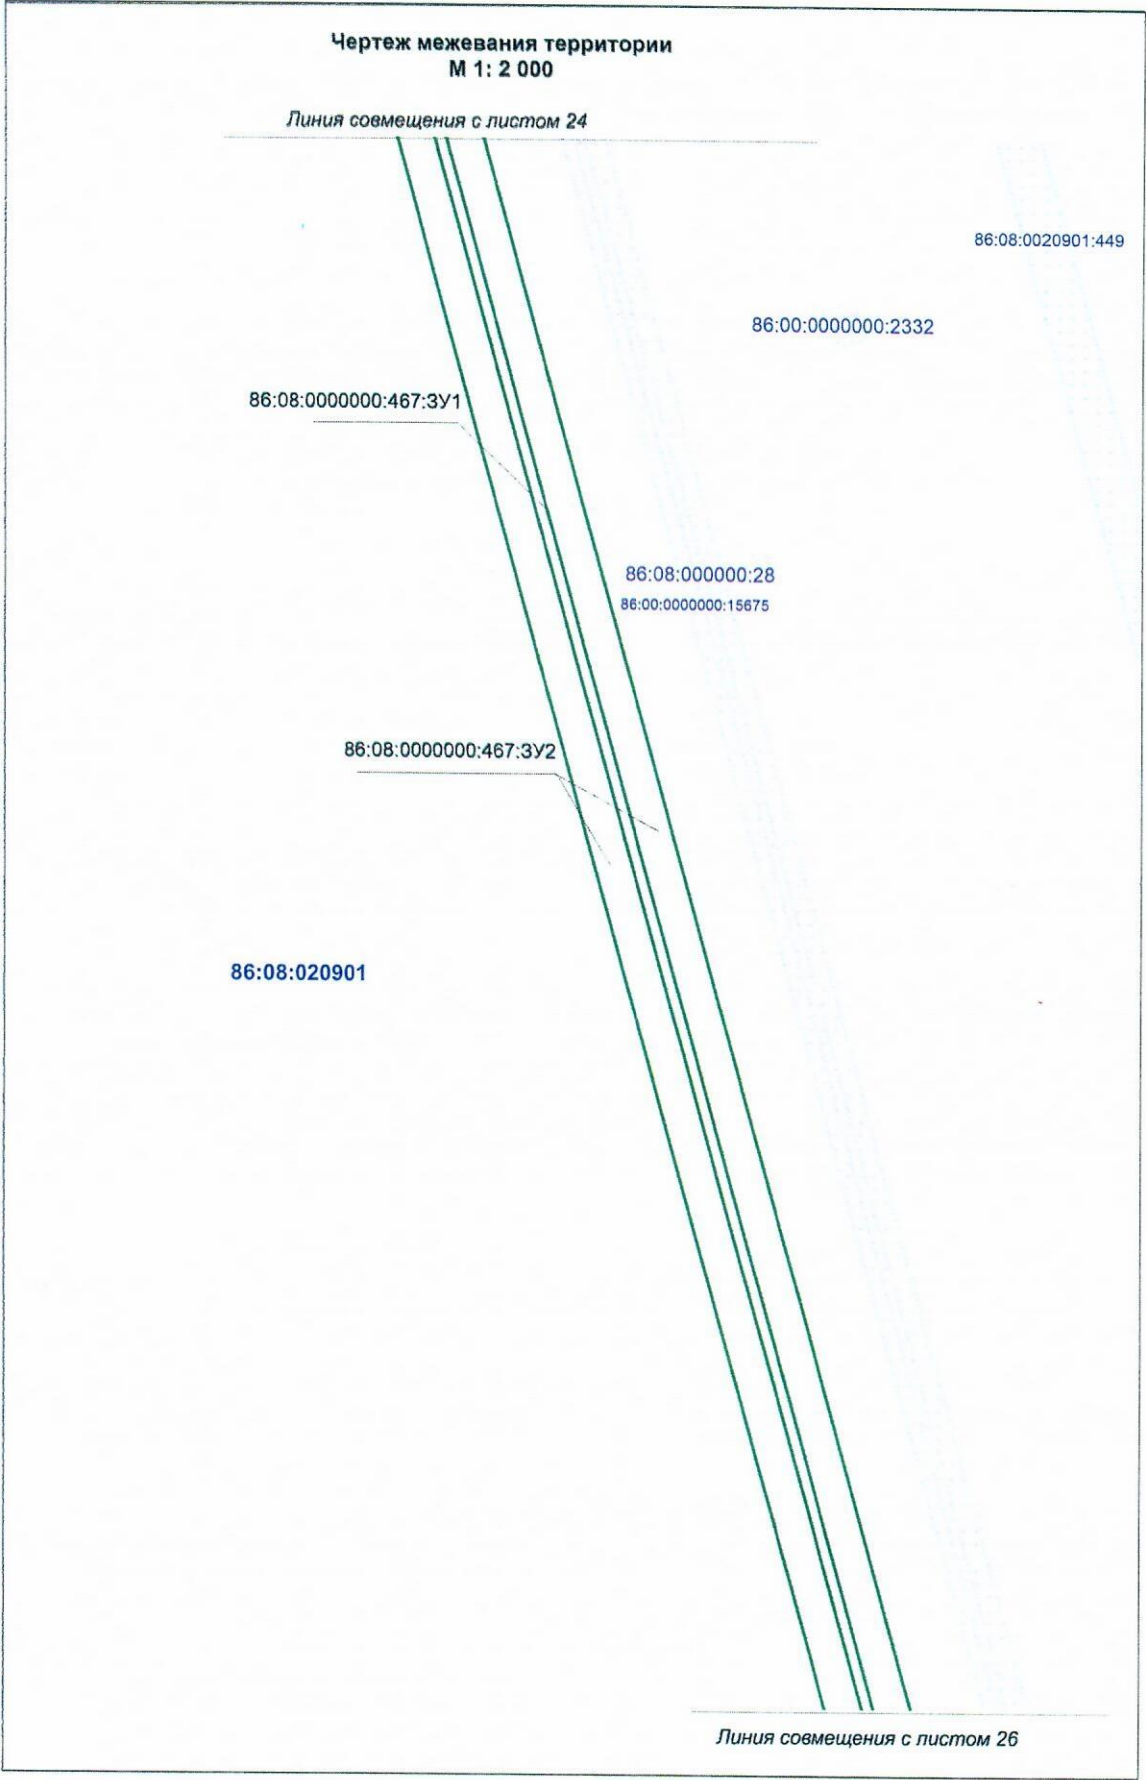 Чертеж межевания территории
М 1: 2 000
Линия совмещения с листом 24
86:08:0020901:449
86:00:0000000:2332
86:08:0000000:467:ЗУ1
86:08:000000:28
86:00:0000000:15675
86:08:0000000:467:ЗУ2
86:08:020901
Линия совмещения с листом 26